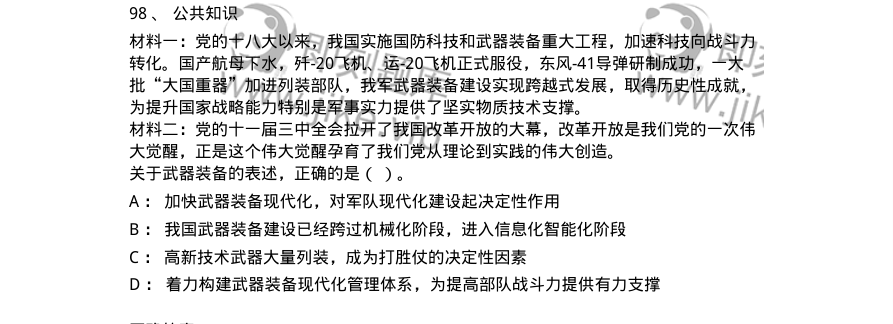 98 、 公共知识
材料一：党的十八大以来，我国实施国防科技和武器装备重大工程，加速科技向战斗力
转化。国产航母下水，歼-20飞机、运-20飞机正式服役，东风-41导弹研制成功，一大
批“大国重器”加进列装部队，我军武器装备建设实现跨越式发展，取得历史性成就，
为提升国家战略能力特别是军事实力提供了坚实物质技术支撑。
材料二：党的十一届三中全会拉开了我国改革开放的大幕，改革开放是我们党的一次伟
大觉醒，正是这个伟大觉醒孕育了我们党从理论到实践的伟大创造。
关于武器装备的表述，正确的是（ ）。
A ： 加快武器装备现代化，对军队现代化建设起决定性作用
B ： 我国武器装备建设已经跨过机械化阶段，进入信息化智能化阶段
C ： 高新技术武器大量列装，成为打胜仗的决定性因素
D ： 着力构建武器装备现代化管理体系，为提高部队战斗力提供有力支撑